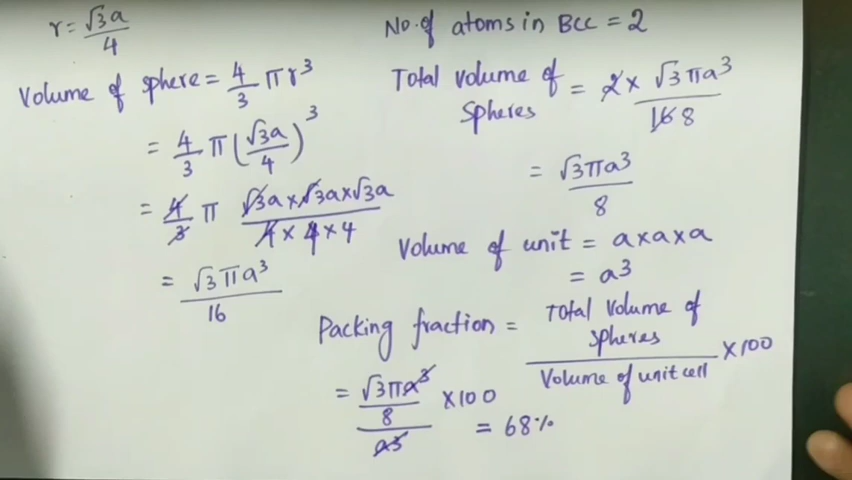 r = √3a/4
Volume of sphere = 4/3 πr³
= 4/3 π (√3a/4)³
= 4/3 π √3a × √3a × √3a / 4 × 4 × 4
= √3πa³/16
No. of atoms in Bcc = 2
Total volume of Spheres = 2 × √3πa³/16 8
= √3πa³/8
Volume of unit = a×a×a
= a³
Packing fraction = Total Volume of spheres / Volume of unit cell × 100
= √3πa³/8 / a³ × 100
= 68%